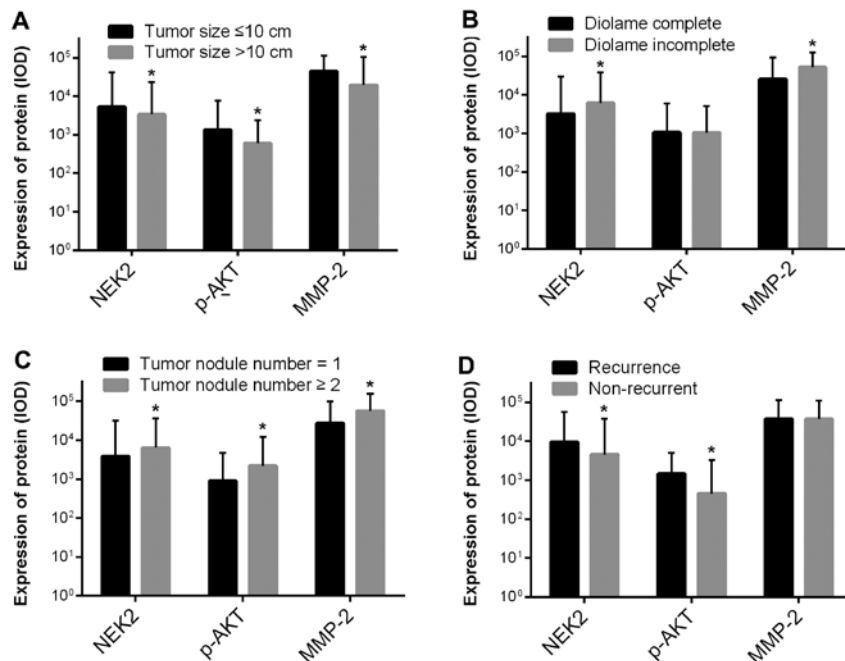 A
Tumor size ≤10 cm
Tumor size >10 cm
Expression of protein (IOD)
10⁵
10⁴
10³
10²
10¹
10⁰
*
*
*
NEK2
p-AKT
MMP-2
B
Diolame complete
Diolame incomplete
Expression of protein (IOD)
10⁵
10⁴
10³
10²
10¹
10⁰
*
*
NEK2
p-AKT
MMP-2
C
Tumor nodule number = 1
Tumor nodule number ≥ 2
Expression of protein (IOD)
10⁵
10⁴
10³
10²
10¹
10⁰
*
*
*
NEK2
p-AKT
MMP-2
D
Recurrence
Non-recurrent
Expression of protein (IOD)
10⁵
10⁴
10³
10²
10¹
10⁰
*
*
NEK2
p-AKT
MMP-2